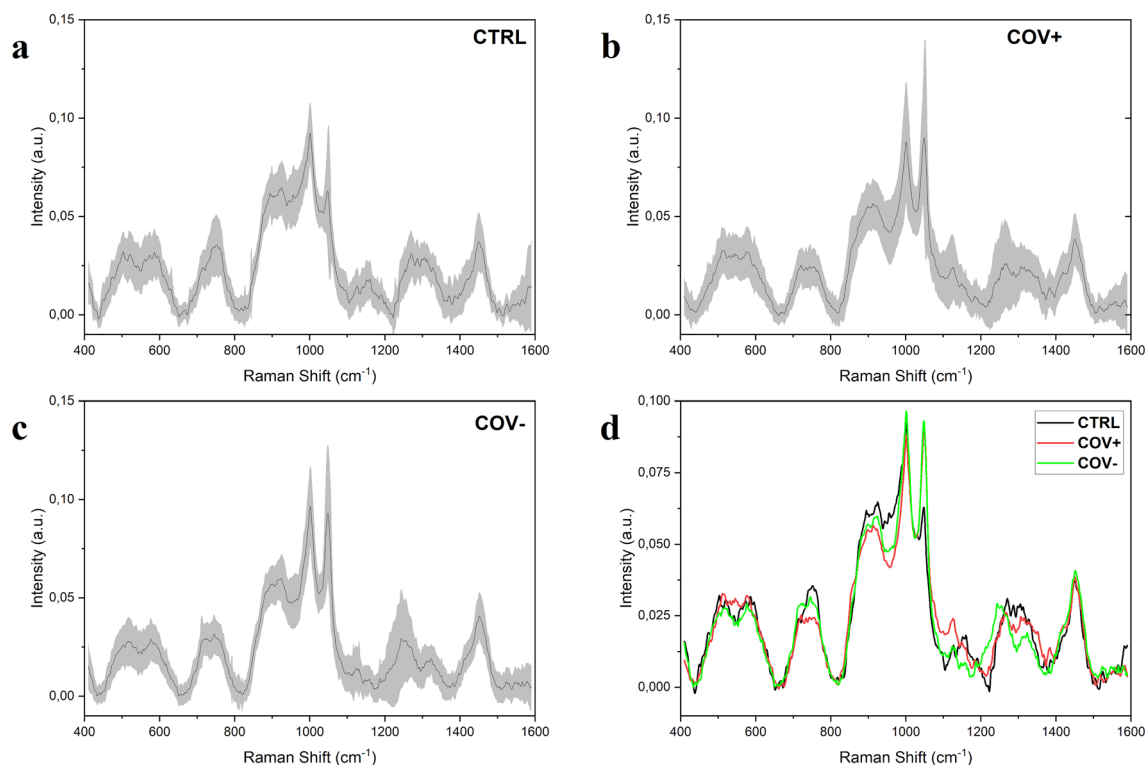 a
CTRL
0,15
0,10
0,05
0,00
Intensity (a.u.)
400 600 800 1000 1200 1400 1600
Raman Shift (cm⁻¹)
b
COV+
0,15
0,10
0,05
0,00
Intensity (a.u.)
400 600 800 1000 1200 1400 1600
Raman Shift (cm⁻¹)
c
COV-
0,15
0,10
0,05
0,00
Intensity (a.u.)
400 600 800 1000 1200 1400 1600
Raman Shift (cm⁻¹)
d
CTRL
COV+
COV-
0,100
0,075
0,050
0,025
0,000
Intensity (a.u.)
400 600 800 1000 1200 1400 1600
Raman Shift (cm⁻¹)